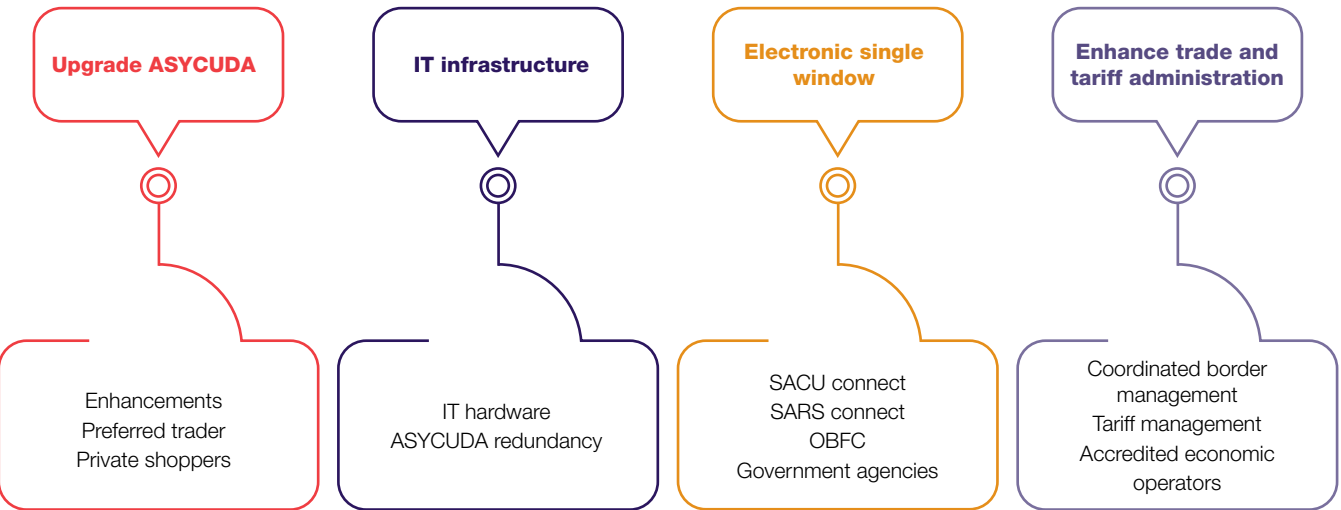 Upgrade ASYCUDA
IT infrastructure
Electronic single
window
Enhance trade and
tariff administration
Enhancements
Preferred trader
Private shoppers
IT hardware
ASYCUDA redundancy
SACU connect
SARS connect
OBFC
Government agencies
Coordinated border
management
Tariff management
Accredited economic
operators